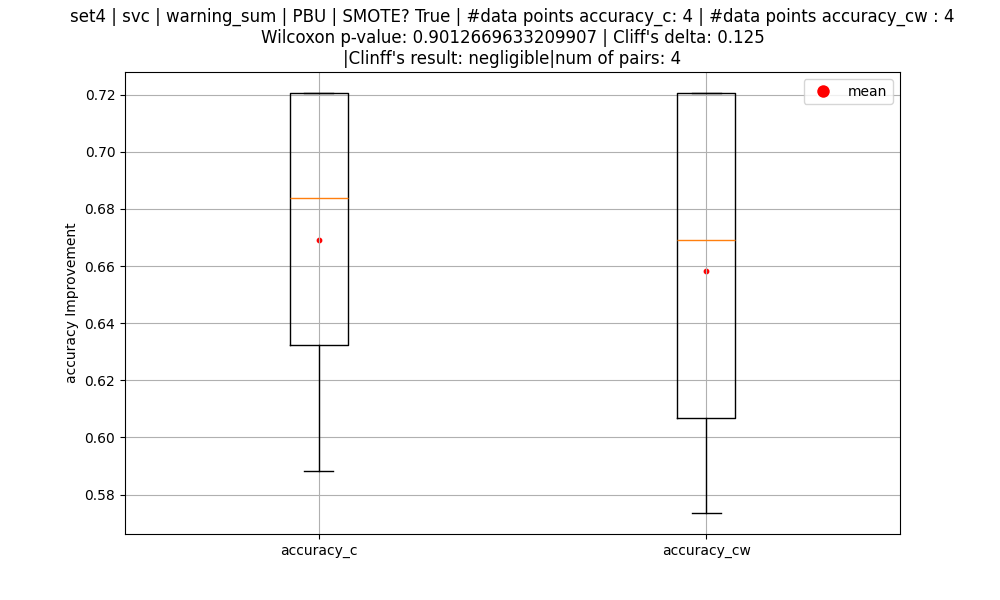 set4 | svc | warning_sum | PBU | SMOTE? True | #data points accuracy_c: 4 | #data points accuracy_cw : 4
Wilcoxon p-value: 0.9012669633209907 | Cliff's delta: 0.125
|Clinff's result: negligible|num of pairs: 4
mean
accuracy Improvement
0.72
0.70
0.68
0.66
0.64
0.62
0.60
0.58
accuracy_c
accuracy_cw